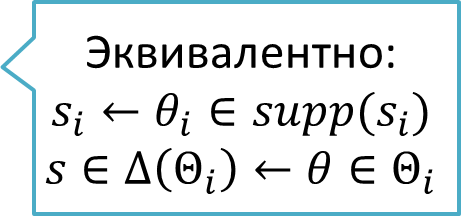 Эквивалентно:
𝑠ᵢ ← 𝜃ᵢ ∈ 𝑠𝑢𝑝𝑝(𝑠ᵢ)
𝑠 ∈ Δ(Θᵢ) ← 𝜃 ∈ Θᵢ